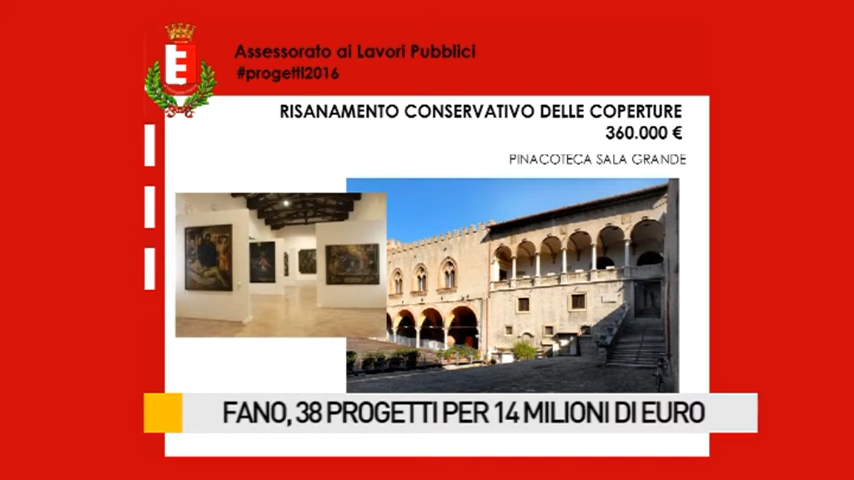 Assessorato ai Lavori Pubblici
#progetti2016
RISANAMENTO CONSERVATIVO DELLE COPERTURE
360.000 €
PINACOTECA SALA GRANDE
FANO, 38 PROGETTI PER 14 MILIONI DI EURO